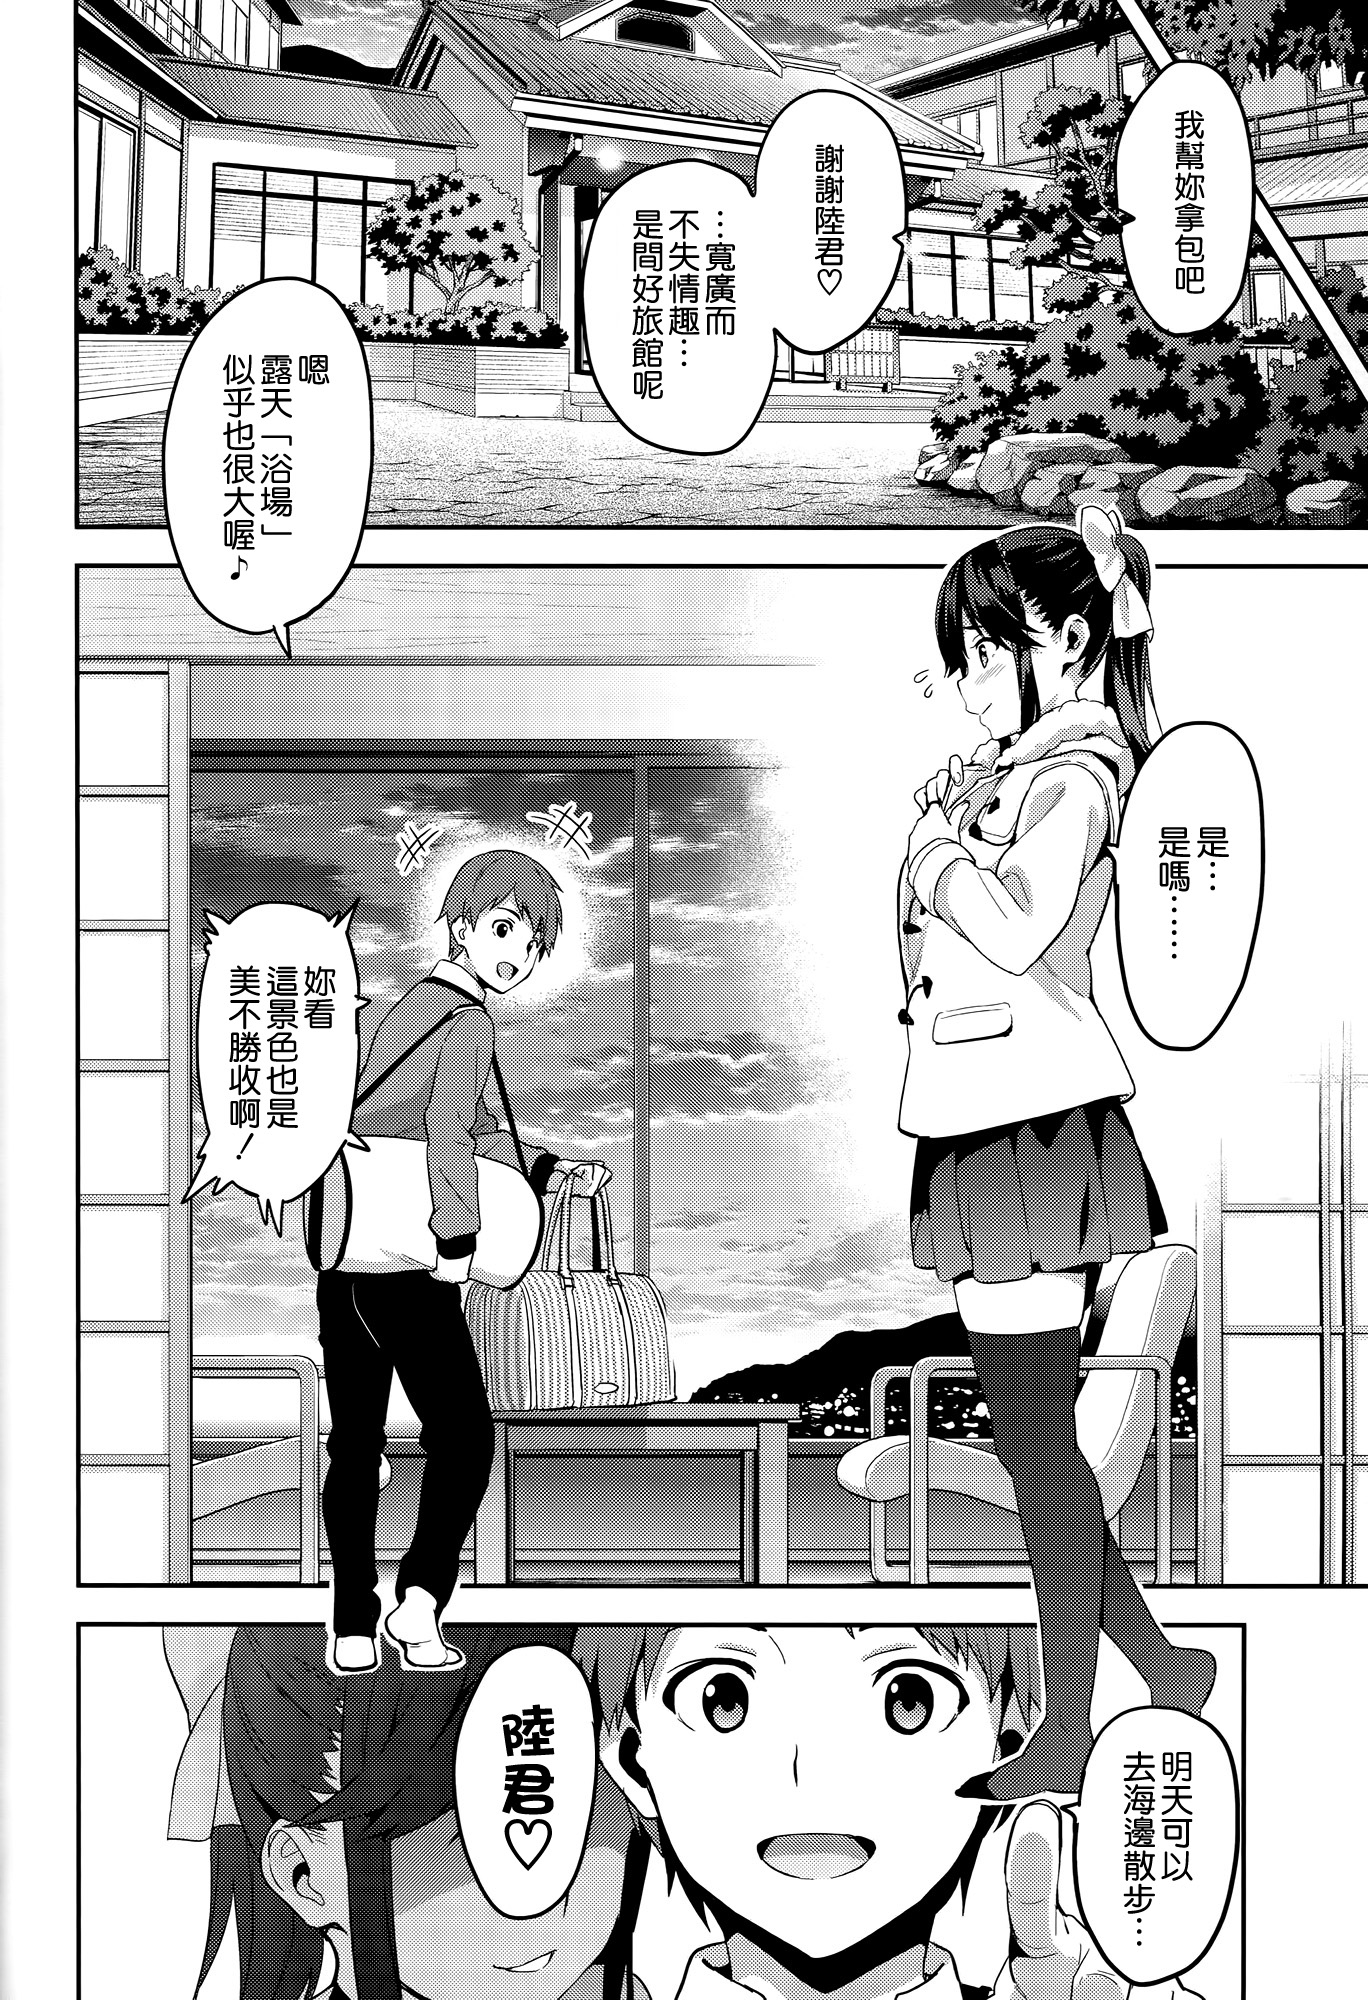 我幫妳拿包吧
謝謝陸君♡
…寬廣而
不失情趣…
是間好旅館呢
嗯
露天「浴場」
似乎也很大喔♪
是…
是嗎……
妳看
這景色也是
美不勝收啊！
明天可以
去海邊散步…
陸君♡